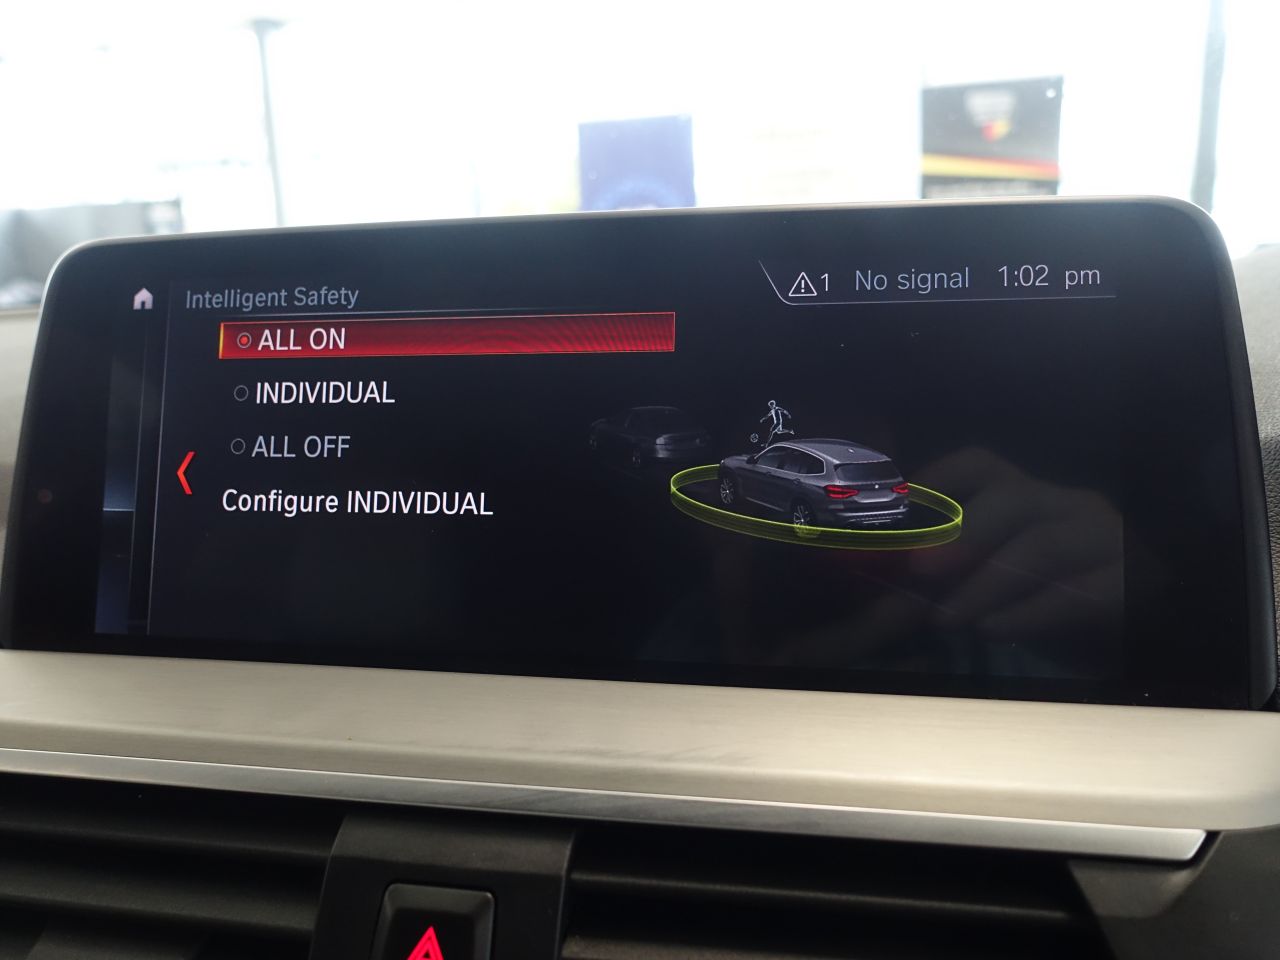 Intelligent Safety
1 No signal 1:02 pm
ALL ON
INDIVIDUAL
ALL OFF
Configure INDIVIDUAL